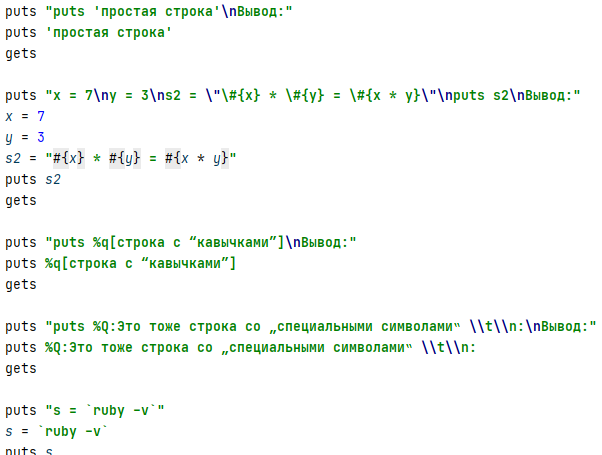 puts "puts 'простая строка'\nВывод:"
puts 'простая строка'
gets
puts "x = 7\ny = 3\ns2 = \"\#{x} * \#{y} = \#{x * y}\"\nputs s2\nВывод:"
x = 7
y = 3
s2 = "#{x} * #{y} = #{x * y}"
puts s2
gets
puts "puts %q[строка с “кавычками”]\nВывод:"
puts %q[строка с “кавычками”]
gets
puts "puts %Q:Это тоже строка со „специальными символами‟ \\t\\n:\nВывод:"
puts %Q:Это тоже строка со „специальными символами‟ \\t\\n:
gets
puts "s = `ruby -v`"
s = `ruby -v`
puts s